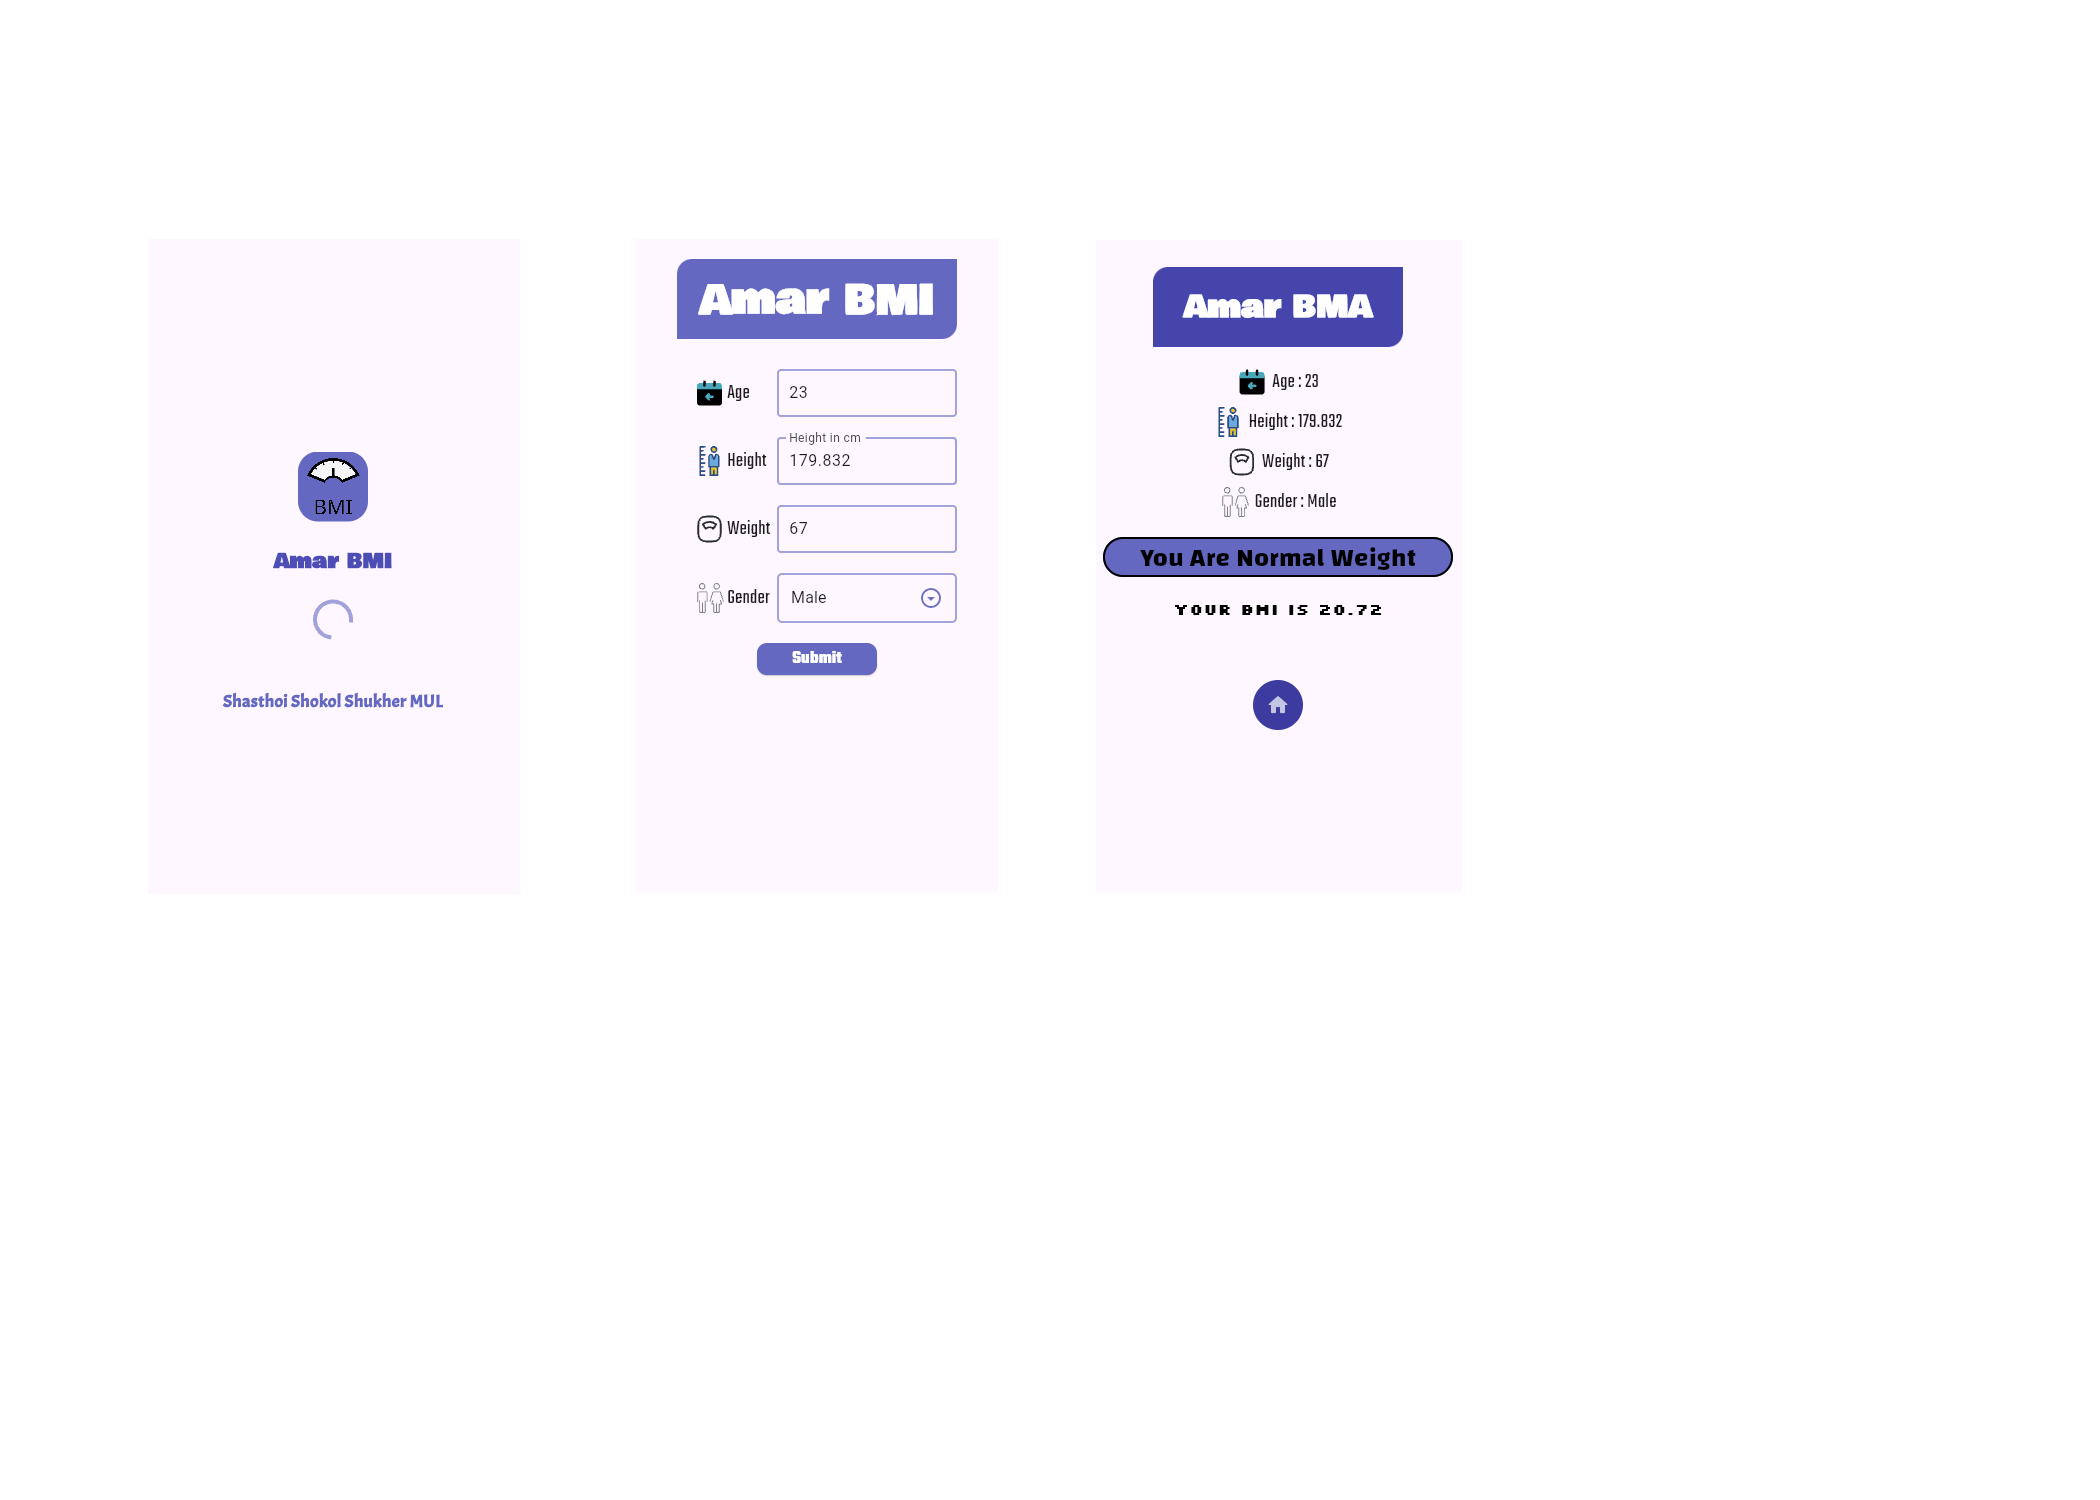 BMI
Amar BMI
Shasthoi Shokol Shukher MUL
Amar BMI
Age
23
Height in cm
Height
179.832
Weight
67
Gender
Male
Submit
Amar BMA
Age : 23
Height : 179.832
Weight : 67
Gender : Male
You Are Normal Weight
YOUR BMI IS 20.72